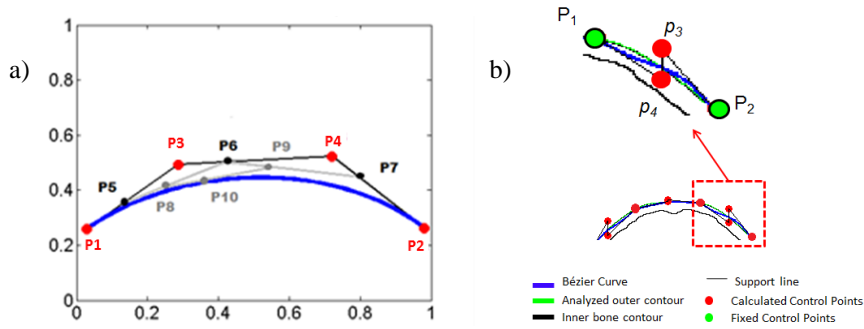 a)
1
0.8
0.6
0.4
0.2
0
0 0.2 0.4 0.6 0.8 1
P3 P6 P9 P4
P5 P7
P8 P10
P1 P2
b)
P1
p3
p4
P2
Bézier Curve
Analyzed outer contour
Inner bone contour
Support line
Calculated Control Points
Fixed Control Points